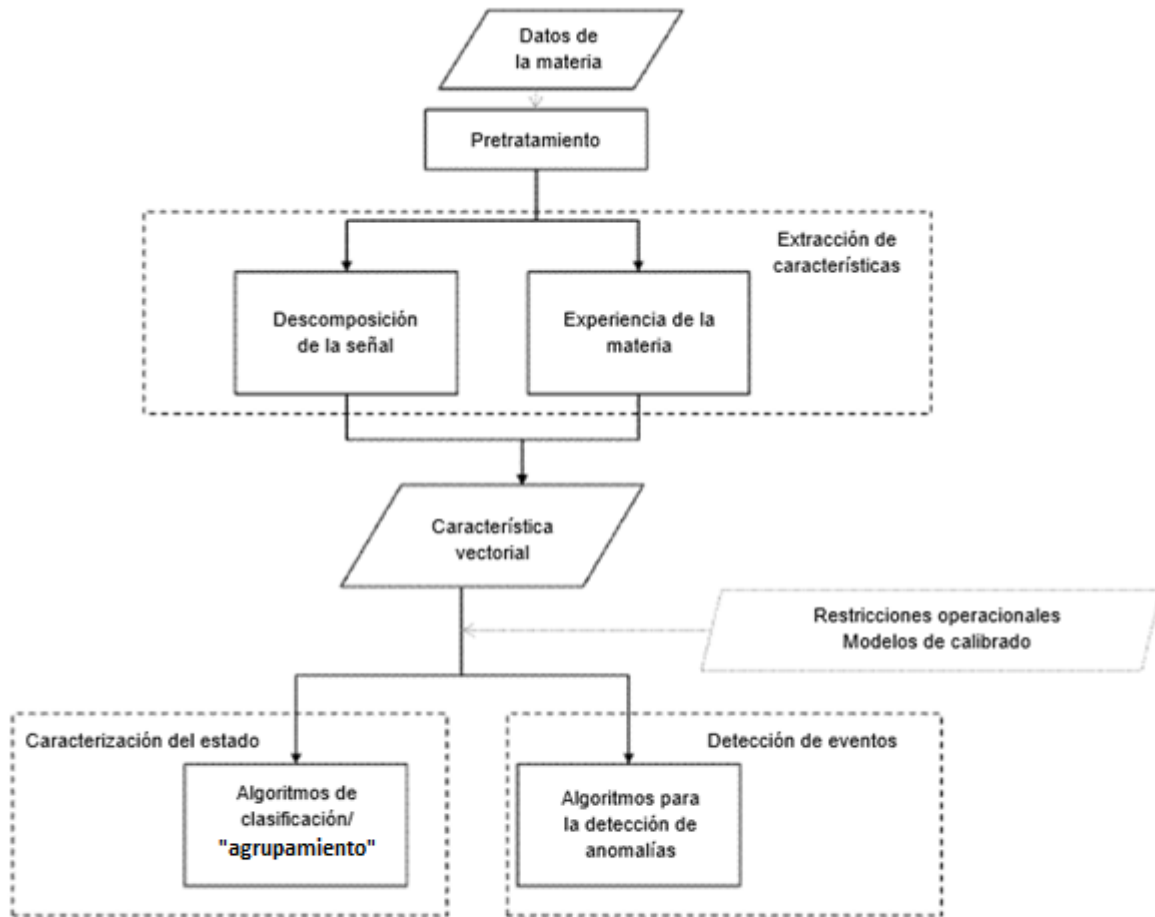 Datos de
la materia
Pretratamiento
Extracción de
características
Descomposición
de la señal
Experiencia de la
materia
Característica
vectorial
Restricciones operacionales
Modelos de calibrado
Caracterización del estado
Algoritmos de
clasificación/
"agrupamiento"
Detección de eventos
Algoritmos para
la detección de
anomalías